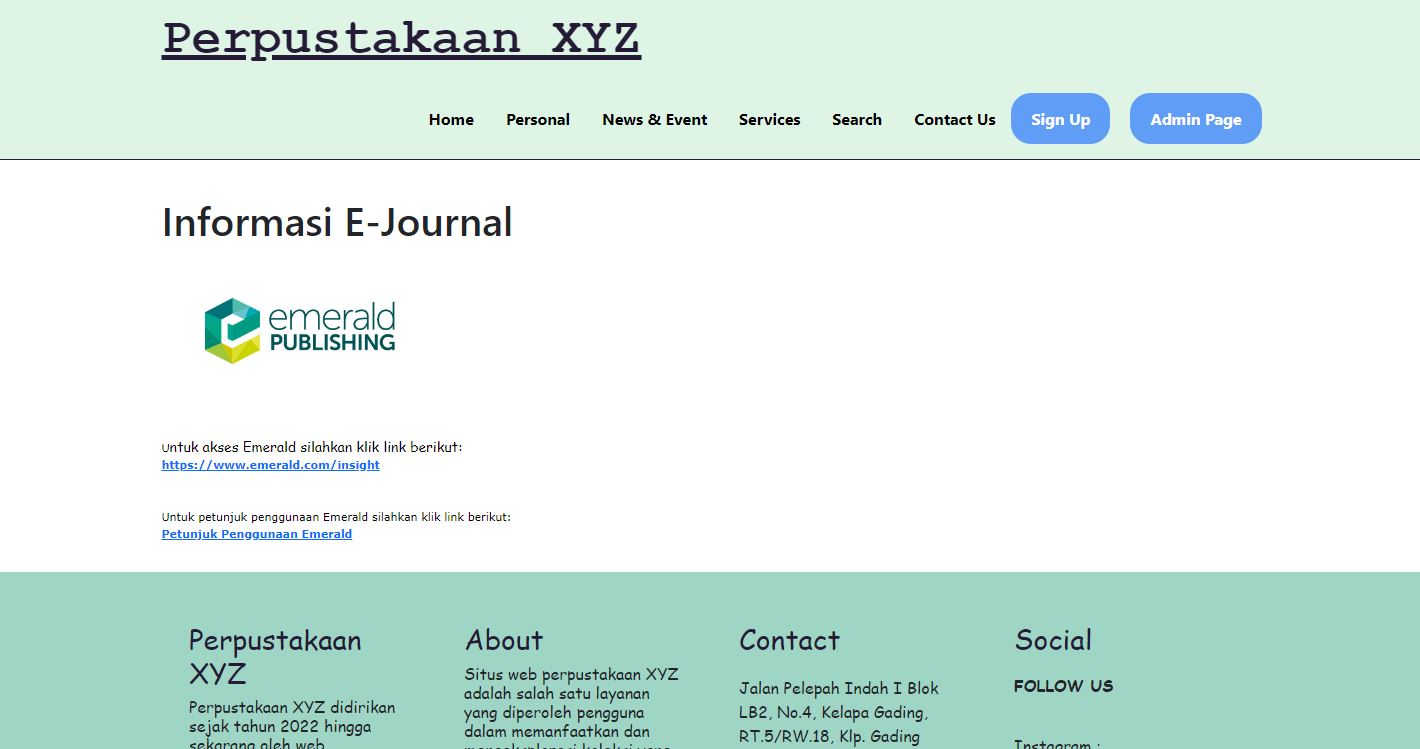 Perpustakaan XYZ
Home Personal News & Event Services Search Contact Us Sign Up Admin Page
Informasi E-Journal
emerald
PUBLISHING
Untuk akses Emerald silahkan klik link berikut:
https://www.emerald.com/insight
Untuk petunjuk penggunaan Emerald silahkan klik link berikut:
Petunjuk Penggunaan Emerald
Perpustakaan
XYZ
Perpustakaan XYZ didirikan
sejak tahun 2022 hingga
sekarang oleh web
About
Situs web perpustakaan XYZ
adalah salah satu layanan
yang diperoleh pengguna
dalam memanfaatkan dan
Contact
Jalan Pelepah Indah I Blok
LB2, No.4, Kelapa Gading,
RT.5/RW.18, Klp. Gading
Social
FOLLOW US
Instagram :